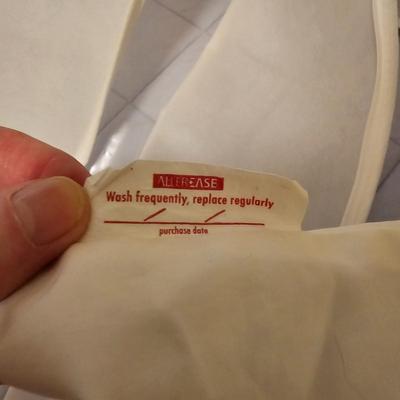 ALLEREASE
Wash frequently, replace regularly
/ /
purchase date